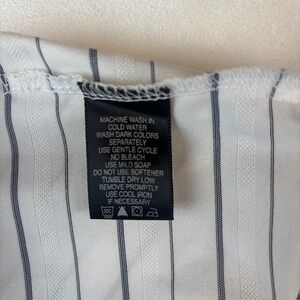 MACHINE WASH IN
COLD WATER
WASH DARK COLORS
SEPARATELY
USE GENTLE CYCLE
NO BLEACH
USE MILD SOAP
DO NOT USE SOFTENER
TUMBLE DRY LOW
REMOVE PROMPTLY
USE COOL IRON
IF NECESSARY